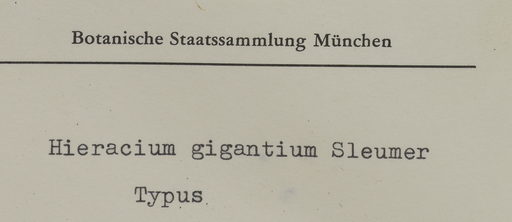 Botanische Staatssammlung München
Hieracium gigantium Sleumer
Typus